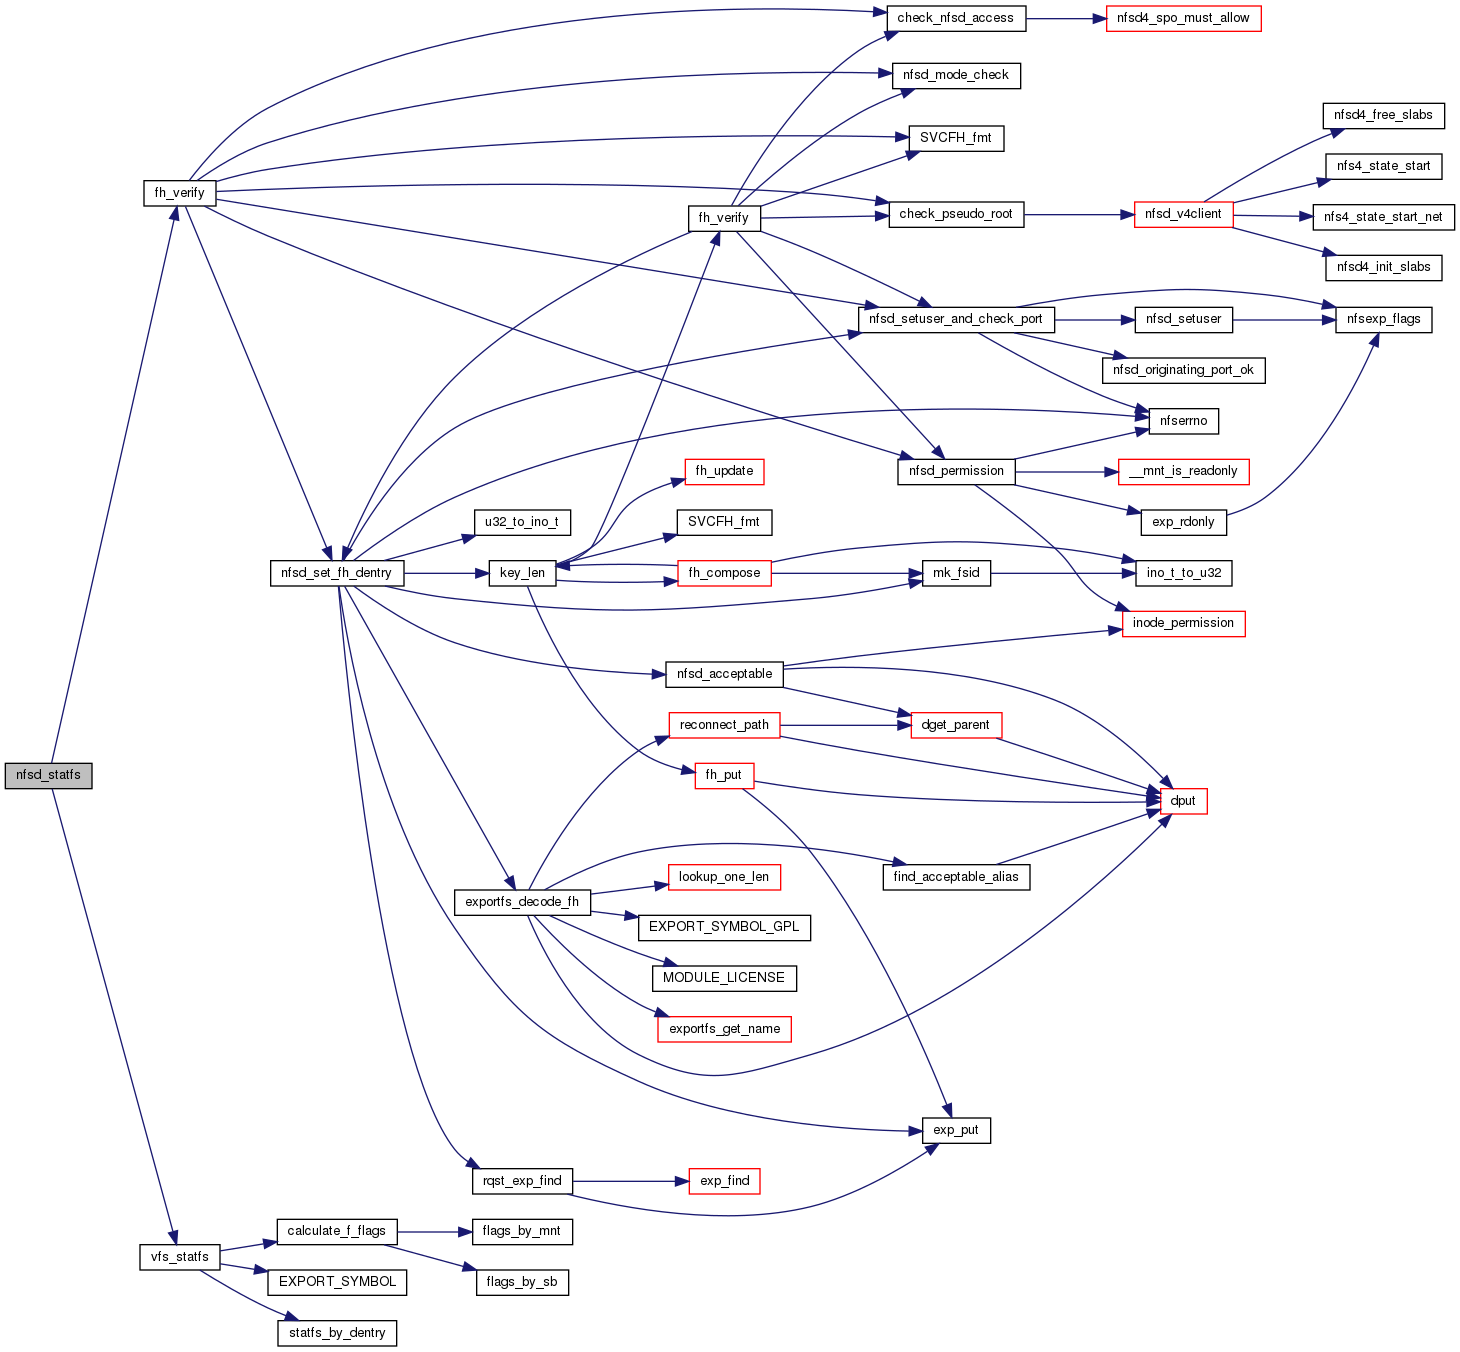 check_nfsd_access
nfsd4_spo_must_allow
nfsd_mode_check
nfsd4_free_slabs
SVCFH_fmt
nfs4_state_start
fh_verify
check_pseudo_root
nfsd_v4client
fh_verify
nfs4_state_start_net
nfsd4_init_slabs
nfsd_setuser_and_check_port
nfsd_setuser
nfsexp_flags
nfsd_originating_port_ok
nfserrno
nfsd_permission
__mnt_is_readonly
fh_update
u32_to_ino_t
SVCFH_fmt
exp_rdonly
nfsd_set_fh_dentry
key_len
fh_compose
mk_fsid
ino_t_to_u32
inode_permission
nfsd_acceptable
reconnect_path
dget_parent
nfsd_statfs
fh_put
dput
lookup_one_len
find_acceptable_alias
exportfs_decode_fh
EXPORT_SYMBOL_GPL
MODULE_LICENSE
exportfs_get_name
exp_put
rqst_exp_find
exp_find
calculate_f_flags
flags_by_mnt
vfs_statfs
EXPORT_SYMBOL
flags_by_sb
statfs_by_dentry